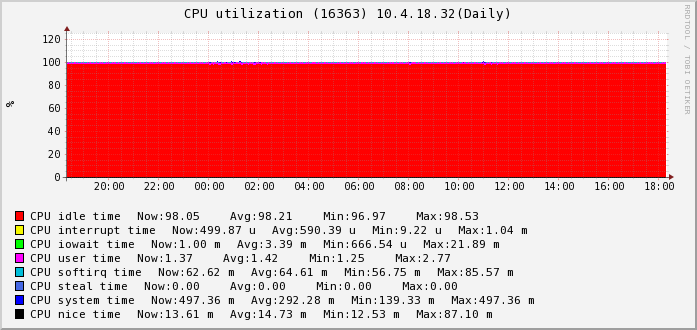 CPU utilization (16363) 10.4.18.32(Daily)
RRDTOOL / TOBI OETIKER
120
100
80
60
40
20
0
%
20:00 22:00 00:00 02:00 04:00 06:00 08:00 10:00 12:00 14:00 16:00 18:00
CPU idle time Now:98.05 Avg:98.21 Min:96.97 Max:98.53
CPU interrupt time Now:499.87 u Avg:590.39 u Min:9.22 u Max:1.04 m
CPU iowait time Now:1.00 m Avg:3.39 m Min:666.54 u Max:21.89 m
CPU user time Now:1.37 Avg:1.42 Min:1.25 Max:2.77
CPU softirq time Now:62.62 m Avg:64.61 m Min:56.75 m Max:85.57 m
CPU steal time Now:0.00 Avg:0.00 Min:0.00 Max:0.00
CPU system time Now:497.36 m Avg:292.28 m Min:139.33 m Max:497.36 m
CPU nice time Now:13.61 m Avg:14.73 m Min:12.53 m Max:87.10 m